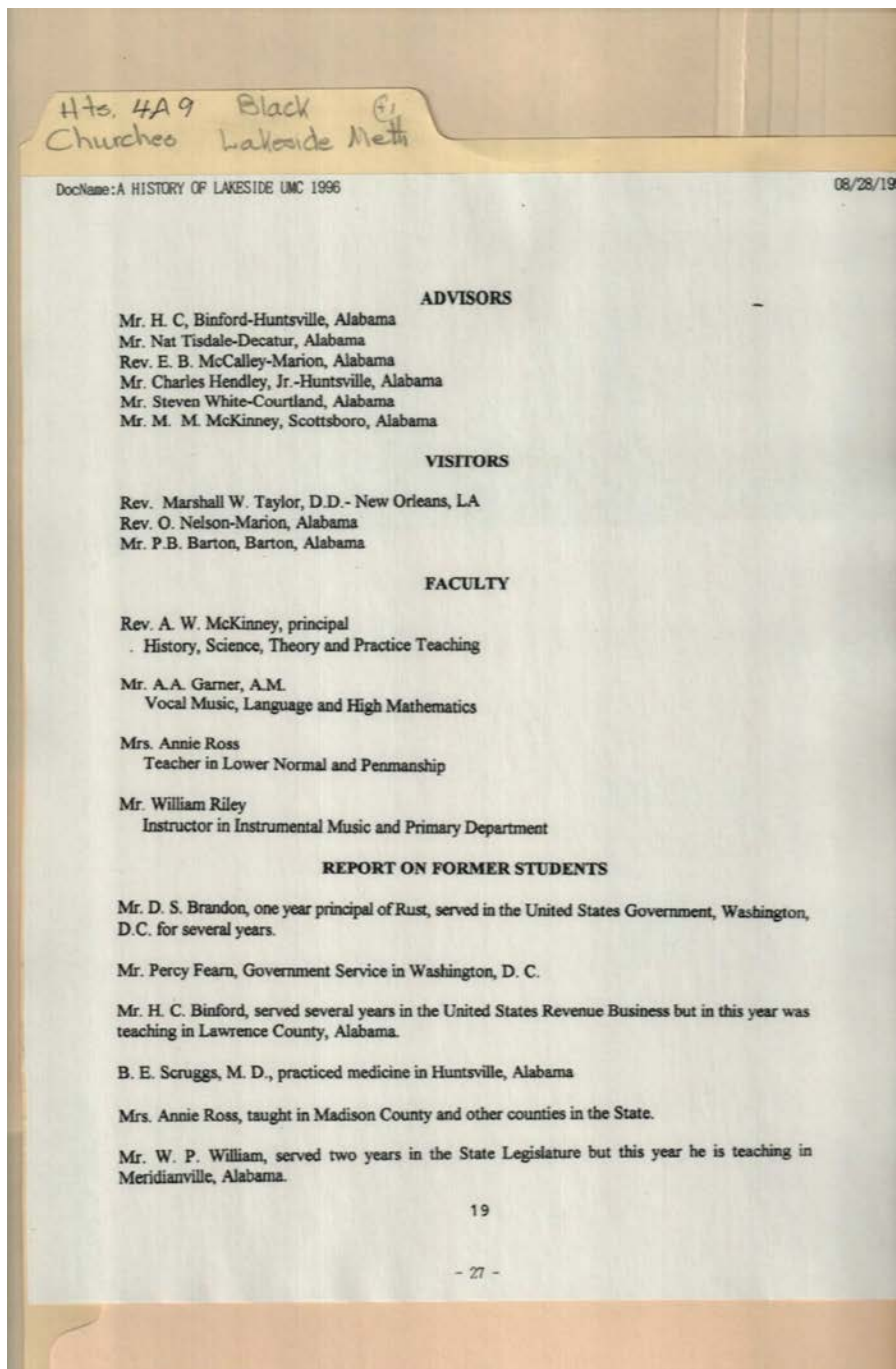 Hts. 4A9 Black
Churches Lakeside Meth
DocName:A HISTORY OF LAKESIDE UMC 1996
08/28/199
ADVISORS
Mr. H. C, Binford-Huntsville, Alabama
Mr. Nat Tisdale-Decatur, Alabama
Rev. E. B. McCalley-Marion, Alabama
Mr. Charles Hendley, Jr.-Huntsville, Alabama
Mr. Steven White-Courtland, Alabama
Mr. M. M. McKinney, Scottsboro, Alabama
VISITORS
Rev. Marshall W. Taylor, D.D.- New Orleans, LA
Rev. O. Nelson-Marion, Alabama
Mr. P.B. Barton, Barton, Alabama
FACULTY
Rev. A. W. McKinney, principal
. History, Science, Theory and Practice Teaching
Mr. A.A. Garner, A.M.
Vocal Music, Language and High Mathematics
Mrs. Annie Ross
Teacher in Lower Normal and Penmanship
Mr. William Riley
Instructor in Instrumental Music and Primary Department
REPORT ON FORMER STUDENTS
Mr. D. S. Brandon, one year principal of Rust, served in the United States Government, Washington,
D.C. for several years.
Mr. Percy Fearn, Government Service in Washington, D. C.
Mr. H. C. Binford, served several years in the United States Revenue Business but in this year was
teaching in Lawrence County, Alabama.
B. E. Scruggs, M. D., practiced medicine in Huntsville, Alabama
Mrs. Annie Ross, taught in Madison County and other counties in the State.
Mr. W. P. William, served two years in the State Legislature but this year he is teaching in
Meridianville, Alabama.
19
- 27 -